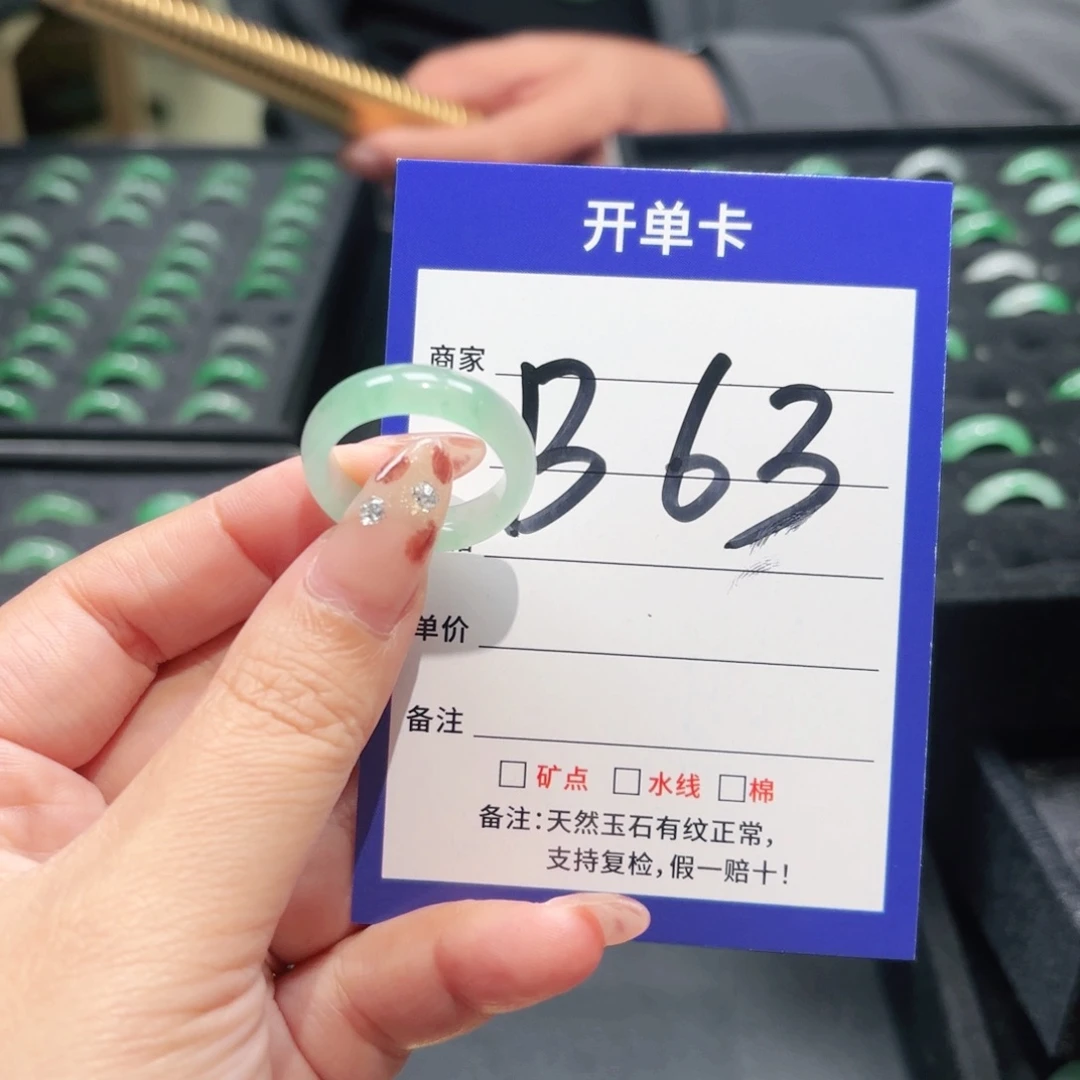 开单卡
商家
B63
单价
备注
□ 矿点 □ 水线 □ 棉
备注:天然玉石有纹正常,
支持复检,假一赔十!